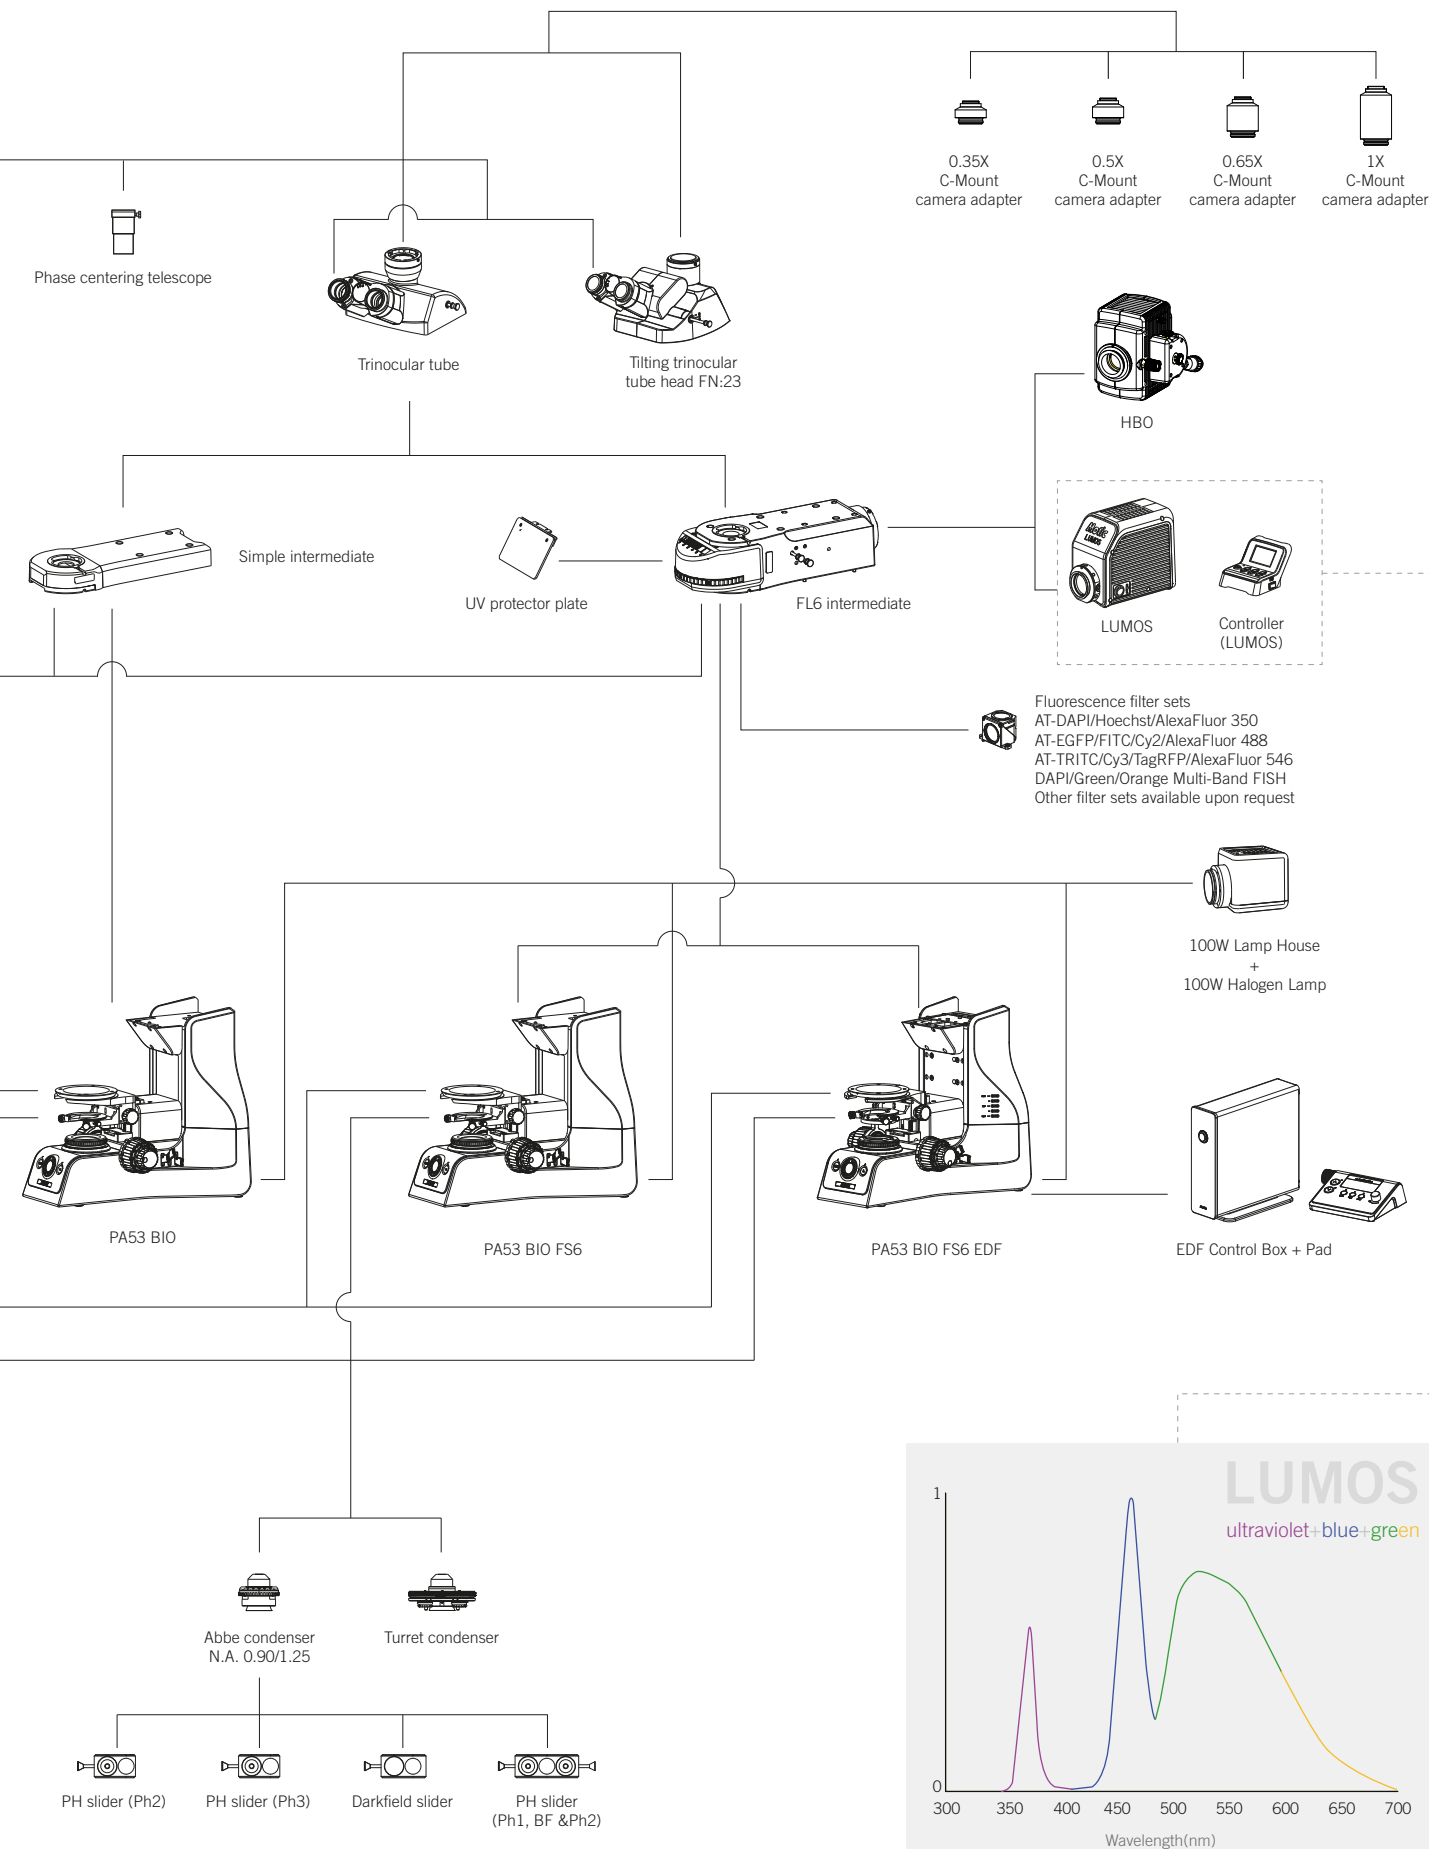 0.35X
C-Mount
camera adapter
0.5X
C-Mount
camera adapter
0.65X
C-Mount
camera adapter
1X
C-Mount
camera adapter
Phase centering telescope
Trinocular tube
Tilting trinocular
tube head FN:23
HBO
Simple intermediate
UV protector plate
FL6 intermediate
Motic
LUMOS
LUMOS
Controller
(LUMOS)
Fluorescence filter sets
AT-DAPI/Hoechst/AlexaFluor 350
AT-EGFP/FITC/Cy2/AlexaFluor 488
AT-TRITC/Cy3/TagRFP/AlexaFluor 546
DAPI/Green/Orange Multi-Band FISH
Other filter sets available upon request
100W Lamp House
+
100W Halogen Lamp
PA53 BIO
PA53 BIO FS6
PA53 BIO FS6 EDF
EDF Control Box + Pad
Abbe condenser
N.A. 0.90/1.25
Turret condenser
PH slider (Ph2)
PH slider (Ph3)
Darkfield slider
PH slider
(Ph1, BF &Ph2)
LUMOS
ultraviolet+blue+green
1
0
300 350 400 450 500 550 600 650 700
Wavelength(nm)